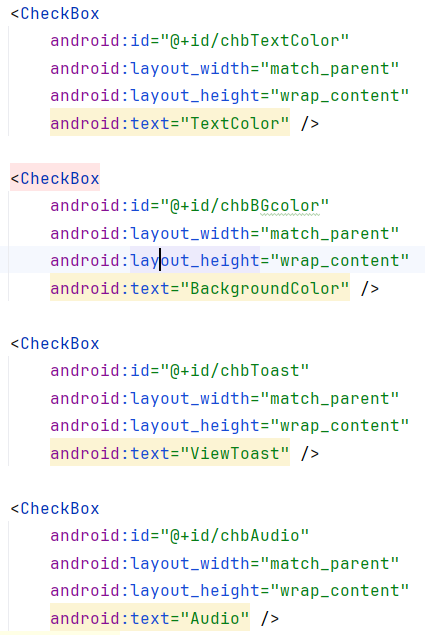 <CheckBox
android:id="@+id/chbTextColor"
android:layout_width="match_parent"
android:layout_height="wrap_content"
android:text="TextColor" />
<CheckBox
android:id="@+id/chbBGcolor"
android:layout_width="match_parent"
android:layout_height="wrap_content"
android:text="BackgroundColor" />
<CheckBox
android:id="@+id/chbToast"
android:layout_width="match_parent"
android:layout_height="wrap_content"
android:text="ViewToast" />
<CheckBox
android:id="@+id/chbAudio"
android:layout_width="match_parent"
android:layout_height="wrap_content"
android:text="Audio" />